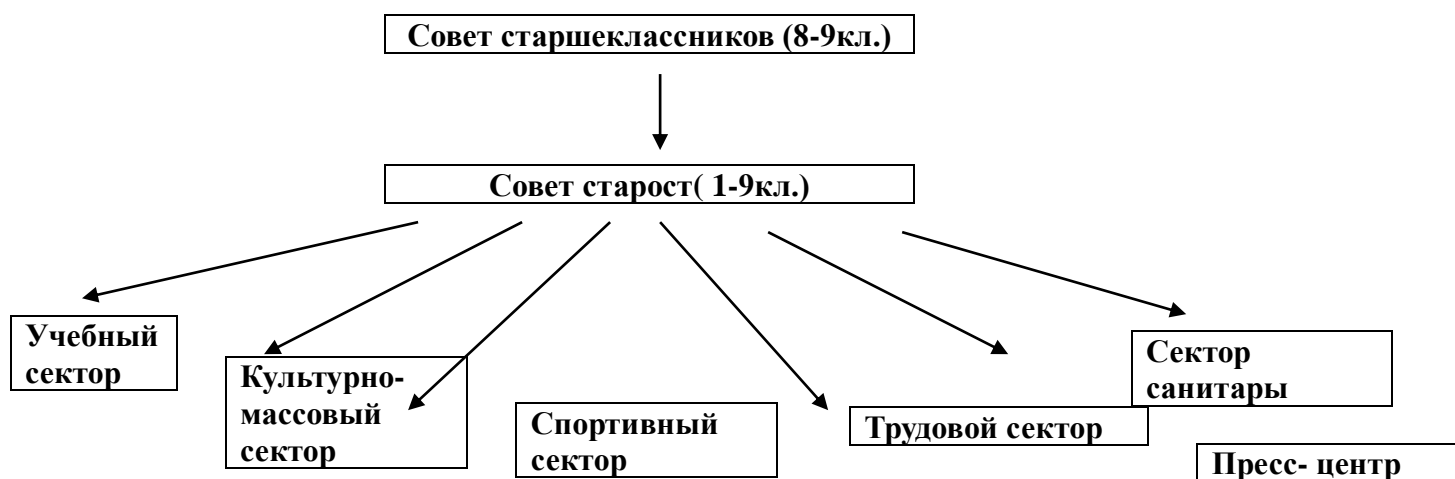 Совет старшеклассников (8-9кл.)
Совет старост( 1-9кл.)
Учебный
сектор
Культурно-
массовый
сектор
Спортивный
сектор
Трудовой сектор
Сектор
санитары
Пресс- центр